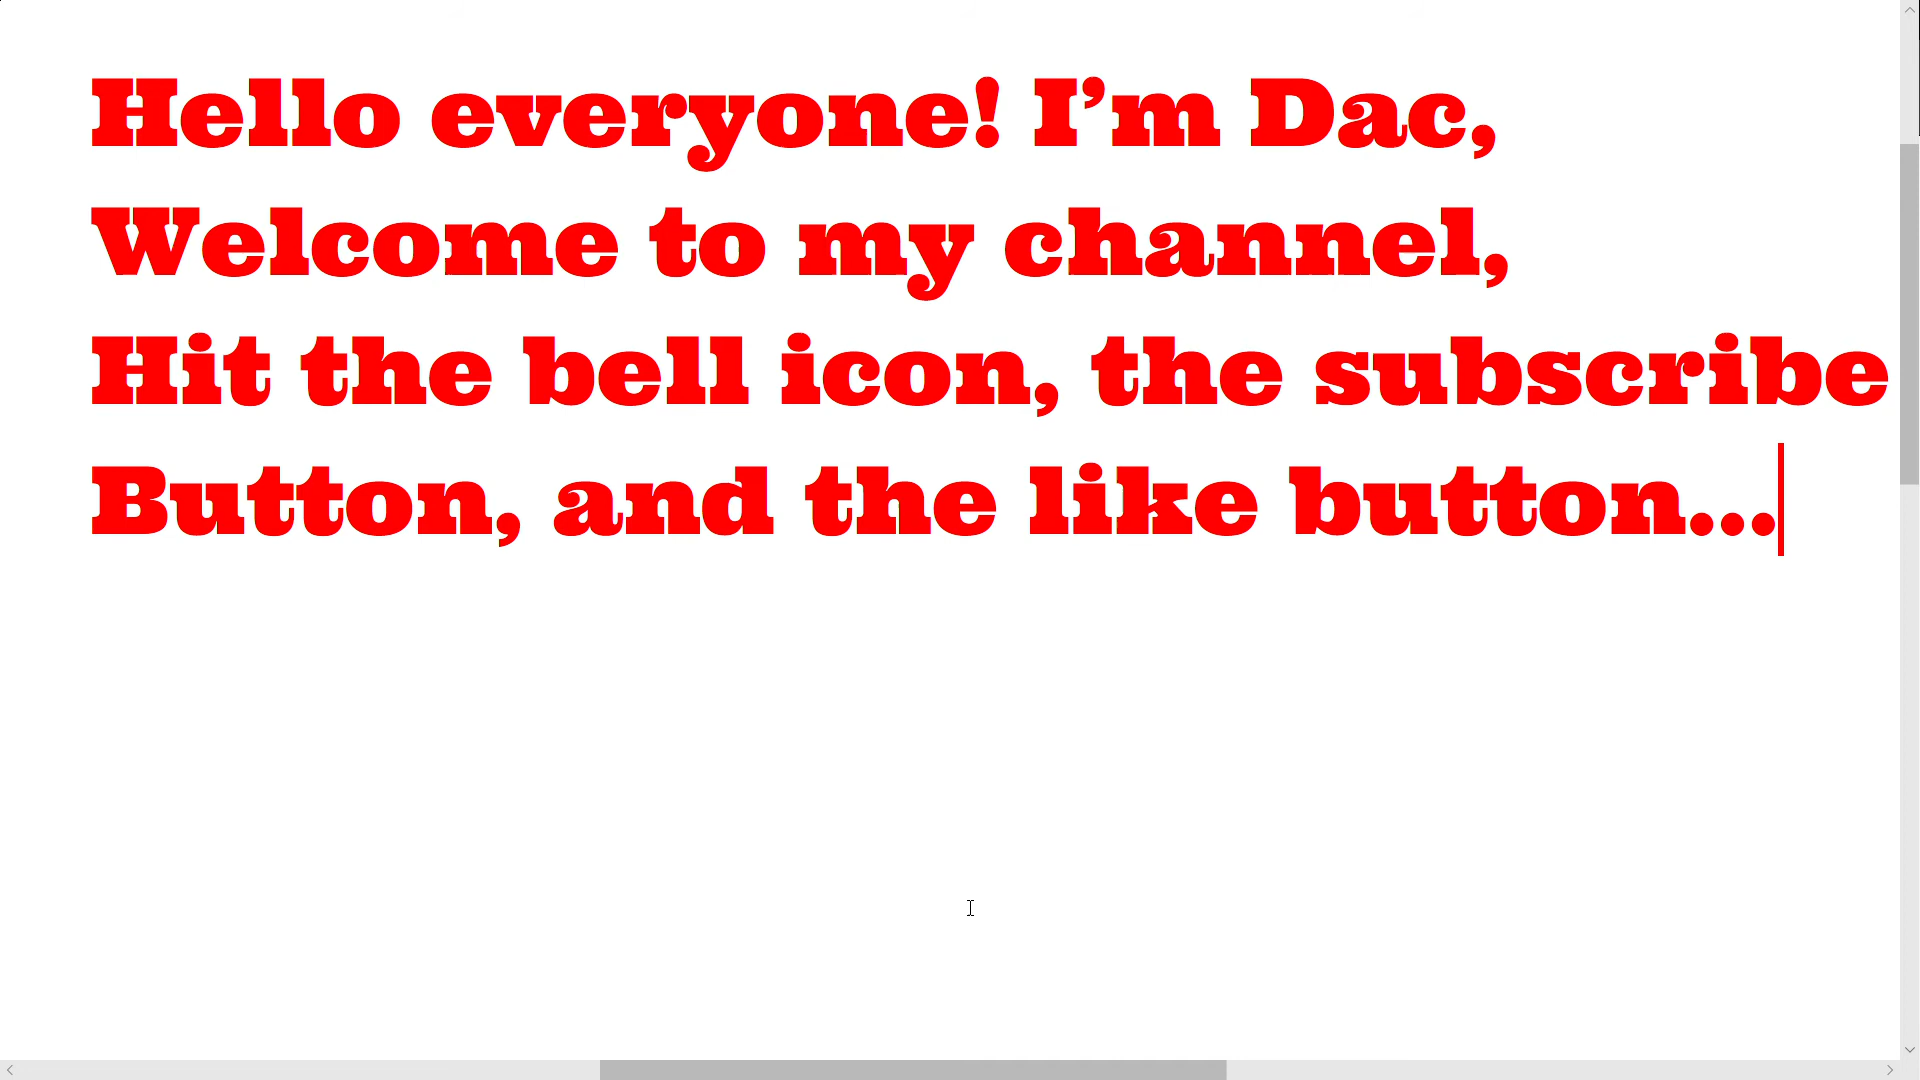 Hello everyone! I’m Dac,
Welcome to my channel,
Hit the bell icon, the subscribe
Button, and the like button...